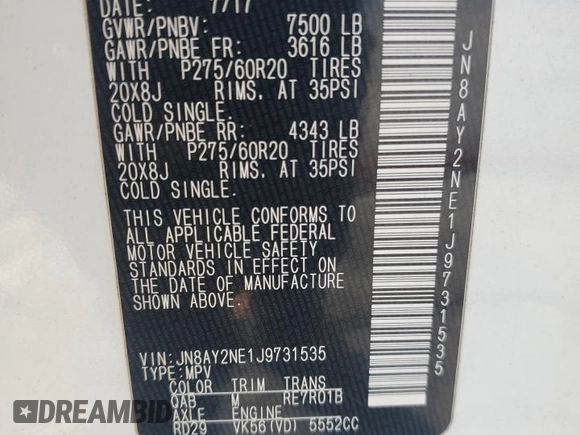 DATE: 7/17
GVWR/PNBV: 7500 LB
GAWR/PNBE FR: 3616 LB
WITH P275/60R20 TIRES
20X8J RIMS. AT 35PSI
COLD SINGLE.
GAWR/PNBE RR: 4343 LB
WITH P275/60R20 TIRES
20X8J RIMS. AT 35PSI
COLD SINGLE.
THIS VEHICLE CONFORMS TO
ALL APPLICABLE FEDERAL
MOTOR VEHICLE SAFETY
STANDARDS IN EFFECT ON
THE DATE OF MANUFACTURE
SHOWN ABOVE.
VIN: JN8AY2NE1J9731535
TYPE: MPV
COLOR TRIM TRANS
QAB M RE7R01B
AXLE ENGINE
RD29 VK56(VD) 5552CC
JN8AY2NE1J9731535
DREAMBID.COM